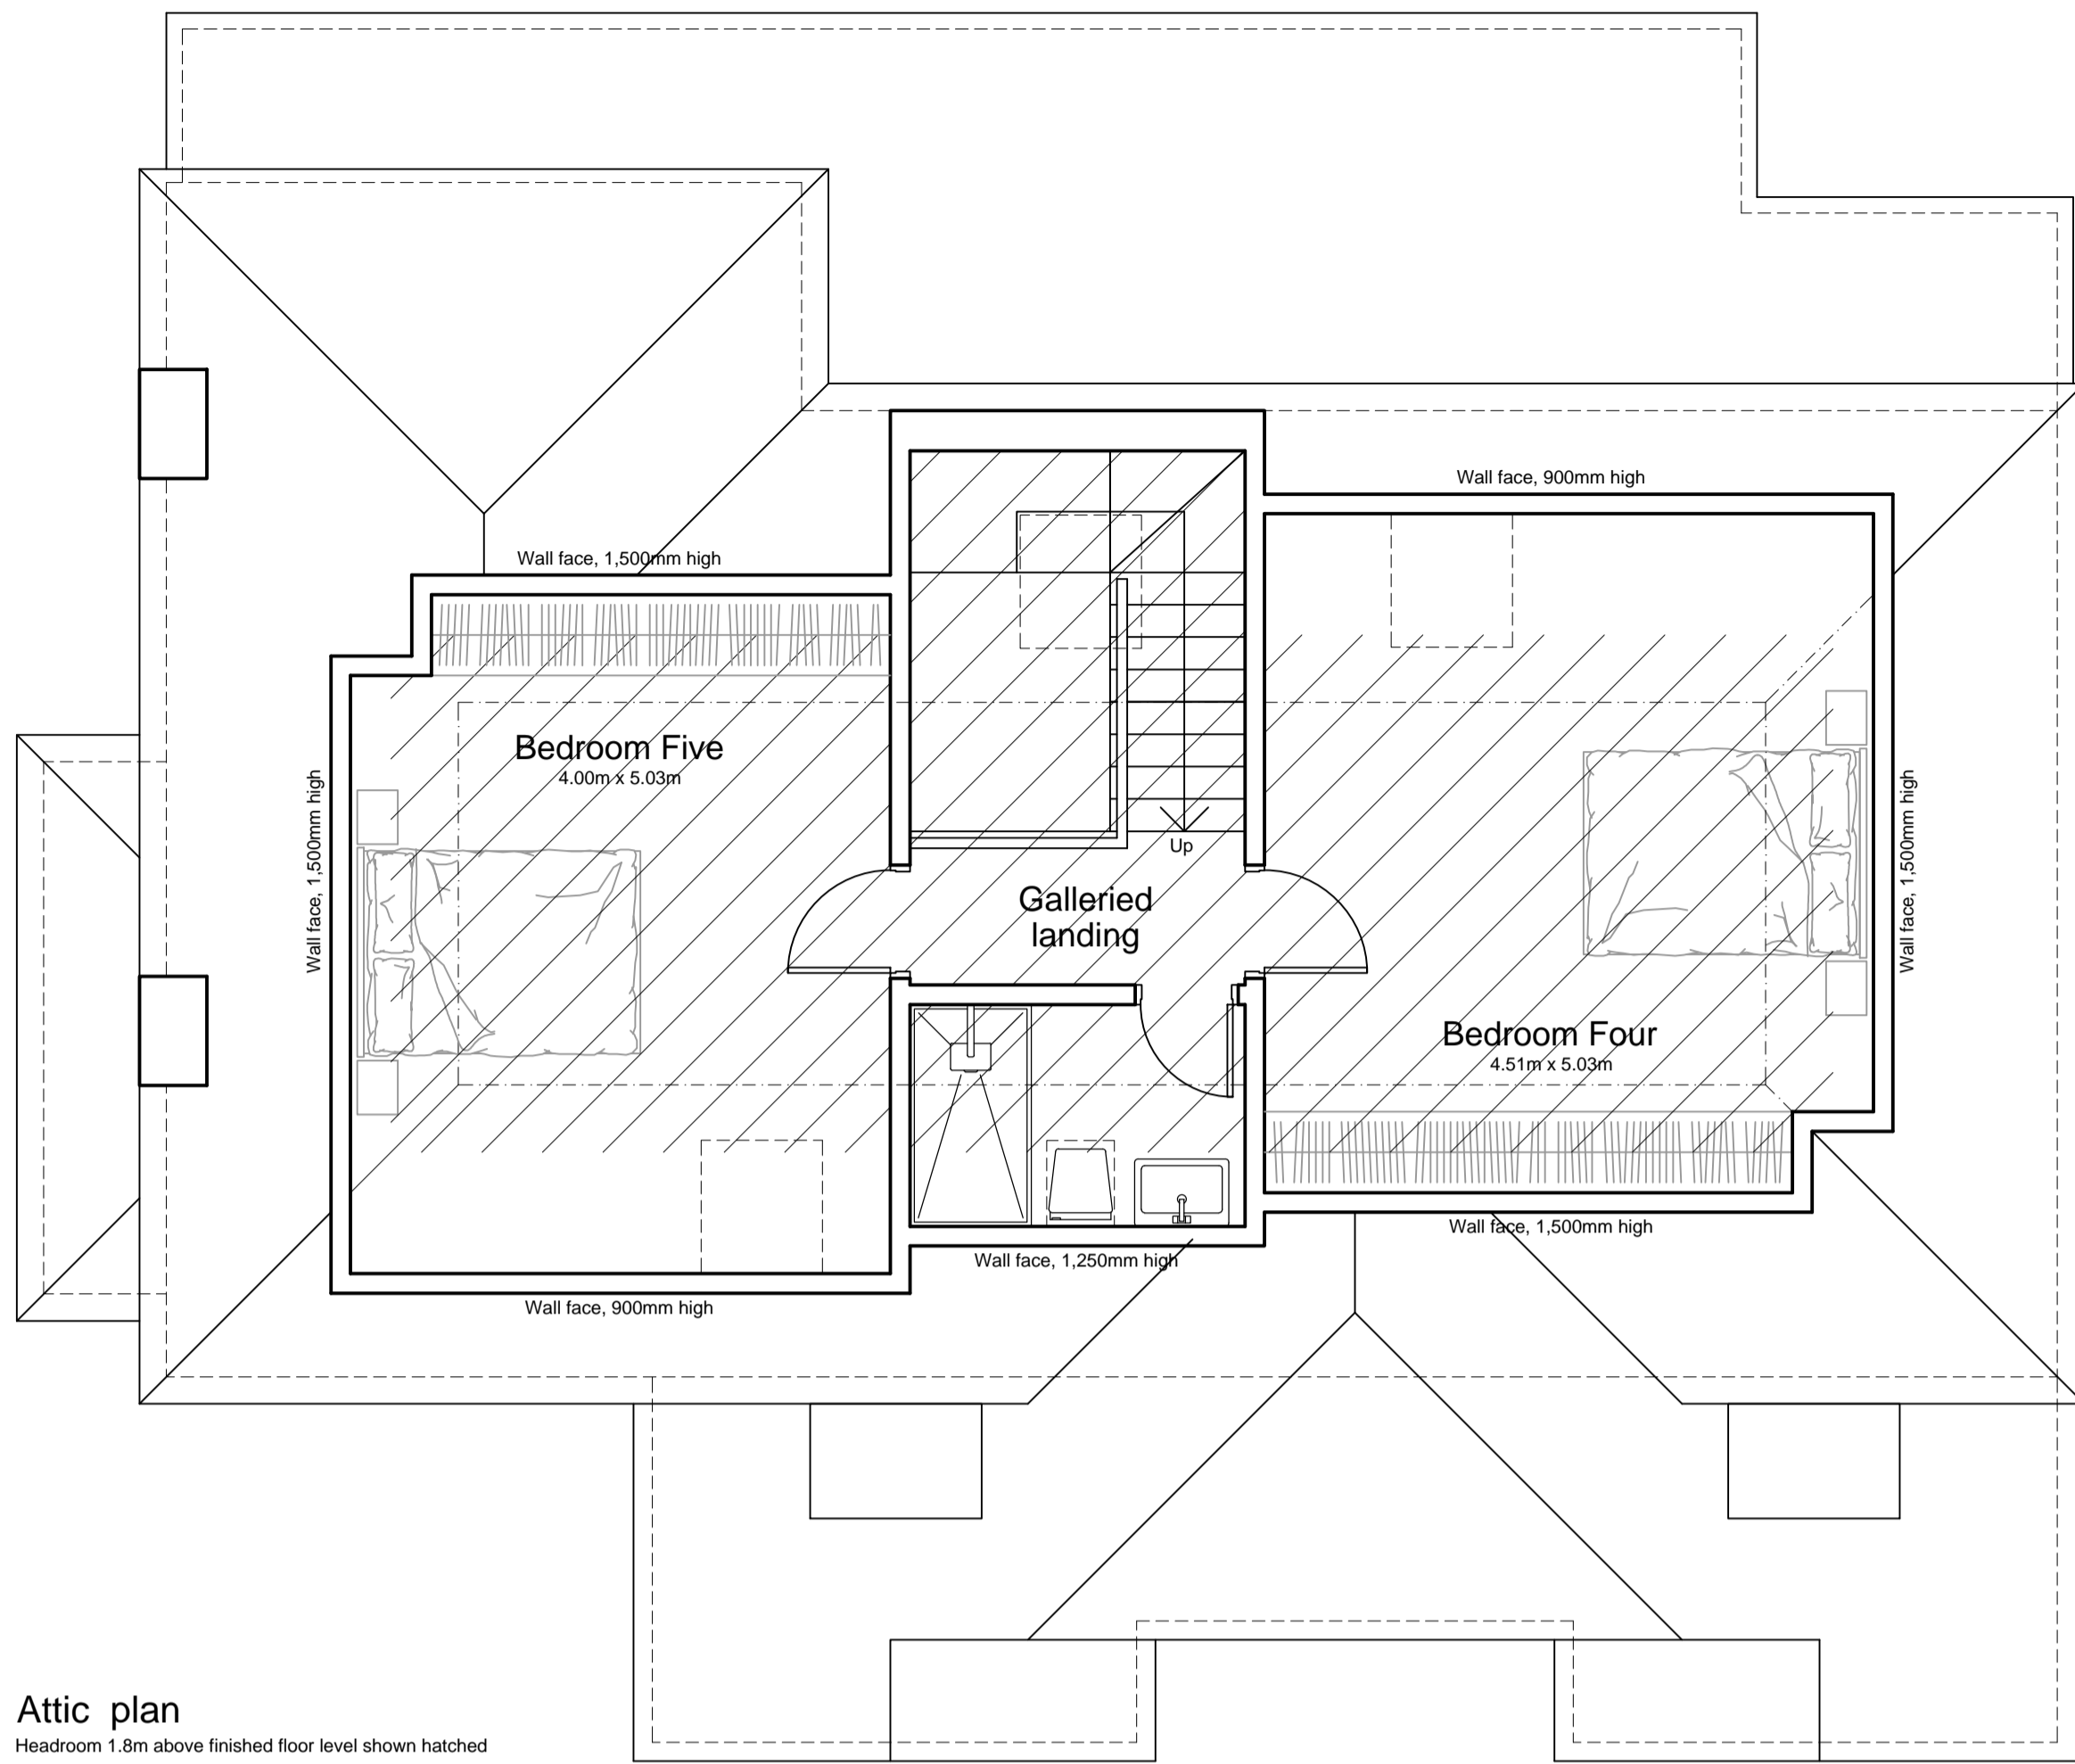 Wall face, 900mm high
Wall face, 1,500mm high
Bedroom Five
4.00m x 5.03m
Wall face, 1,500mm high
Wall face, 1,500mm high
Up
Galleried
landing
Bedroom Four
4.51m x 5.03m
Wall face, 1,500mm high
Wall face, 1,250mm high
Wall face, 900mm high
Attic plan
Headroom 1.8m above finished floor level shown hatched